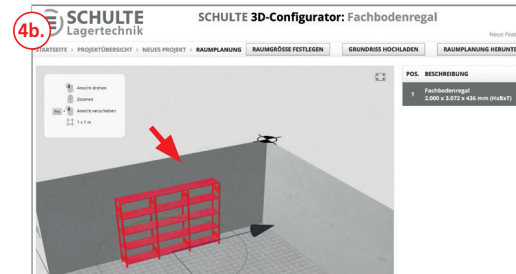 4b.
SCHULTE
Lagertechnik
SCHULTE 3D-Configurator: Fachbodenregal
Neue Feat
STARTSEITE > PROJEKTÜBERSICHT > NEUES PROJEKT > RAUMPLANUNG RAUMGRÖSSE FESTLEGEN GRUNDRISS HOCHLADEN RAUMPLANUNG HERUNTE
Ansicht drehen
Zoomen
Ansicht verschieben
1 x 1 m
POS. BESCHREIBUNG
1 Fachbodenregal
2.000 x 3.072 x 436 mm (HxBxT)